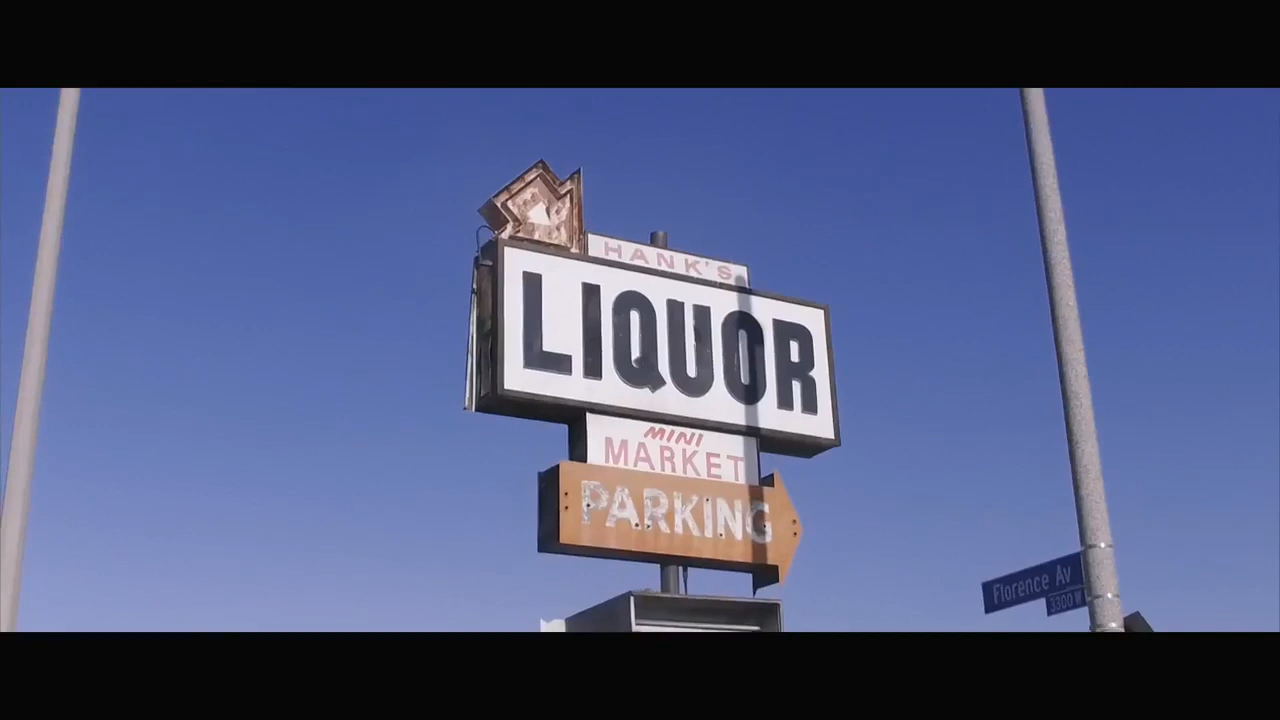 HANK'S
LIQUOR
MINI
MARKET
PARKING
Florence Av
3300 W